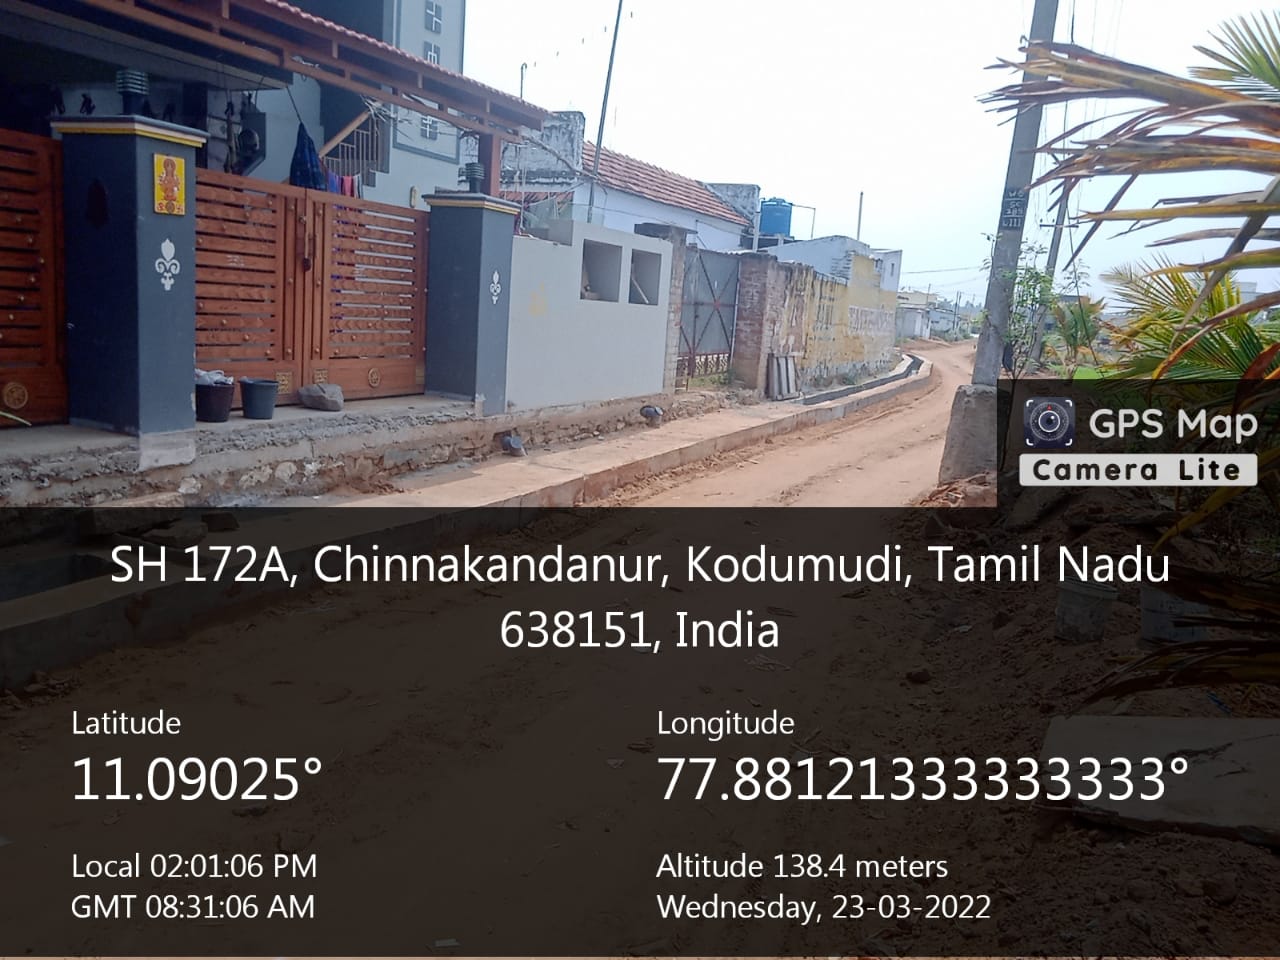 GPS Map
Camera Lite
SH 172A, Chinnakandanur, Kodumudi, Tamil Nadu
638151, India
Latitude
11.09025°
Longitude
77.88121333333333°
Local 02:01:06 PM
GMT 08:31:06 AM
Altitude 138.4 meters
Wednesday, 23-03-2022